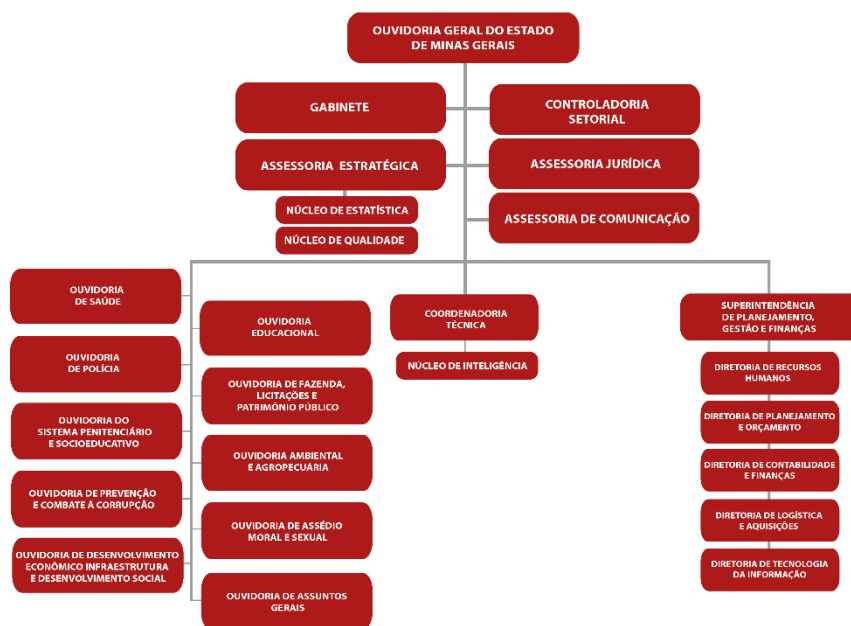 OUVIDORIA GERAL DO ESTADO
DE MINAS GERAIS
GABINETE
CONTROLADORIA
SETORIAL
ASSESSORIA ESTRATÉGICA
ASSESSORIA JURÍDICA
NÚCLEO DE ESTATÍSTICA
NÚCLEO DE QUALIDADE
ASSESSORIA DE COMUNICAÇÃO
OUVIDORIA
DE SAÚDE
OUVIDORIA
DE POLÍCIA
OUVIDORIA DO
SISTEMA PENITENCIÁRIO
E SOCIOEDUCATIVO
OUVIDORIA DE PREVENÇÃO
E COMBATE À CORRUPÇÃO
OUVIDORIA DE DESENVOLVIMENTO
ECONÔMICO INFRAESTRUTURA
E DESENVOLVIMENTO SOCIAL
OUVIDORIA
EDUCACIONAL
OUVIDORIA DE FAZENDA,
LICITAÇÕES E
PATRIMÔNIO PÚBLICO
OUVIDORIA AMBIENTAL
E AGROPECUÁRIA
OUVIDORIA DE ASSÉDIO
MORAL E SEXUAL
OUVIDORIA DE ASSUNTOS
GERAIS
COORDENADORIA
TÉCNICA
NÚCLEO DE INTELIGÊNCIA
SUPERINTENDÊNCIA
DE PLANEJAMENTO,
GESTÃO E FINANÇAS
DIRETORIA DE RECURSOS
HUMANOS
DIRETORIA DE PLANEJAMENTO
E ORÇAMENTO
DIRETORIA DE CONTABILIDADE
E FINANÇAS
DIRETORIA DE LOGÍSTICA
E AQUISIÇÕES
DIRETORIA DE TECNOLOGIA
DA INFORMAÇÃO